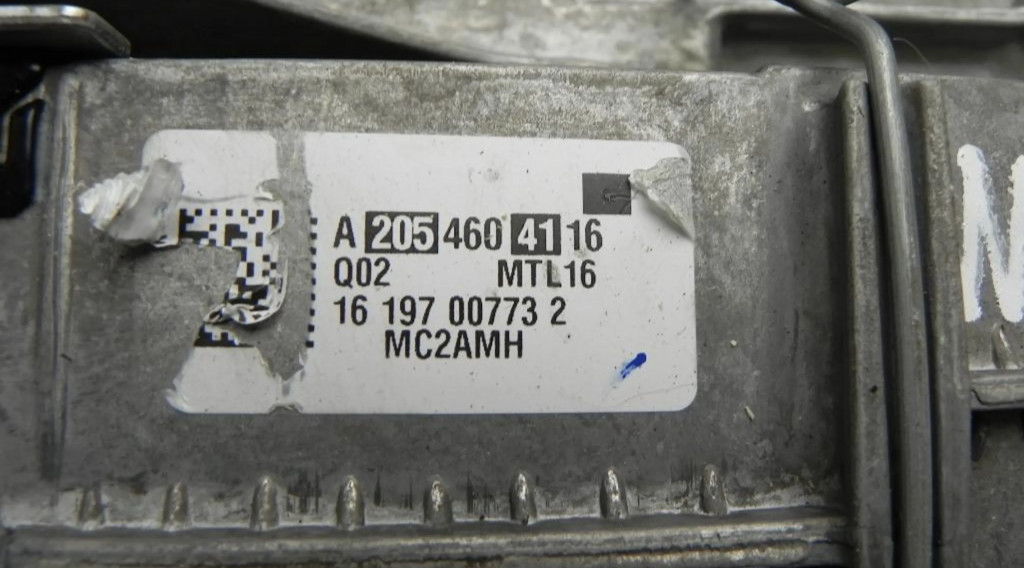 A 205 460 41 16
Q02 MTL16
16 197 00773 2
MC2AMH
N